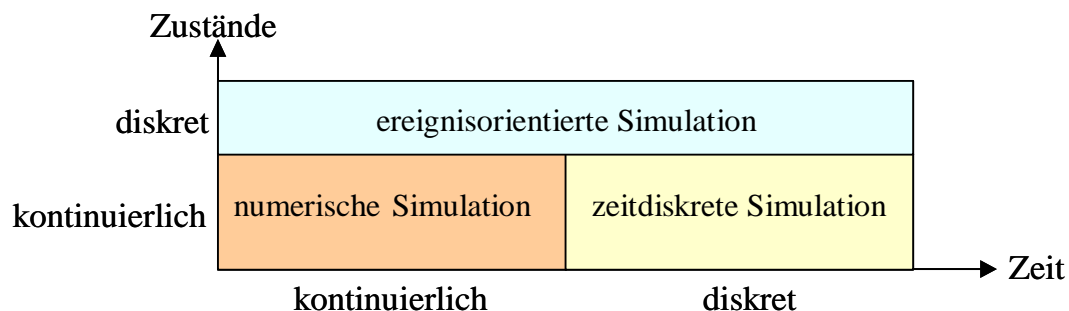 Zustände
diskret
ereignisorientierte Simulation
kontinuierlich
numerische Simulation
zeitdiskrete Simulation
Zeit
kontinuierlich
diskret